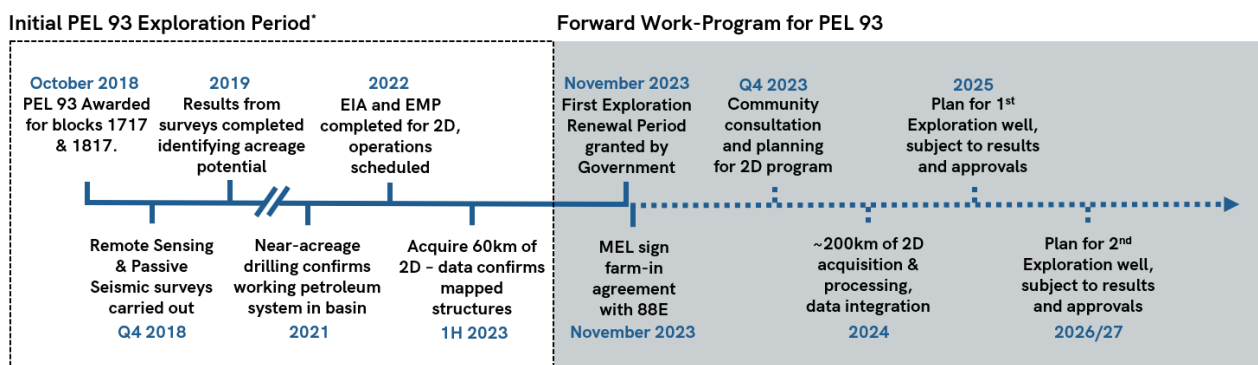 Initial PEL 93 Exploration Period*
Forward Work-Program for PEL 93
October 2018
PEL 93 Awarded
for blocks 1717
& 1817.
2019
Results from
surveys completed
identifying acreage
potential
2022
EIA and EMP
completed for 2D,
operations
scheduled
November 2023
First Exploration
Renewal Period
granted by
Government
Q4 2023
Community
consultation
and planning
for 2D program
2025
Plan for 1st
Exploration well,
subject to results
and approvals
Remote Sensing
& Passive
Seismic surveys
carried out
Q4 2018
Near-acreage
drilling confirms
working petroleum
system in basin
2021
Acquire 60km of
2D – data confirms
mapped
structures
1H 2023
MEL sign
farm-in
agreement
with 88E
November 2023
~200km of 2D
acquisition &
processing,
data integration
2024
Plan for 2nd
Exploration well,
subject to results
and approvals
2026/27